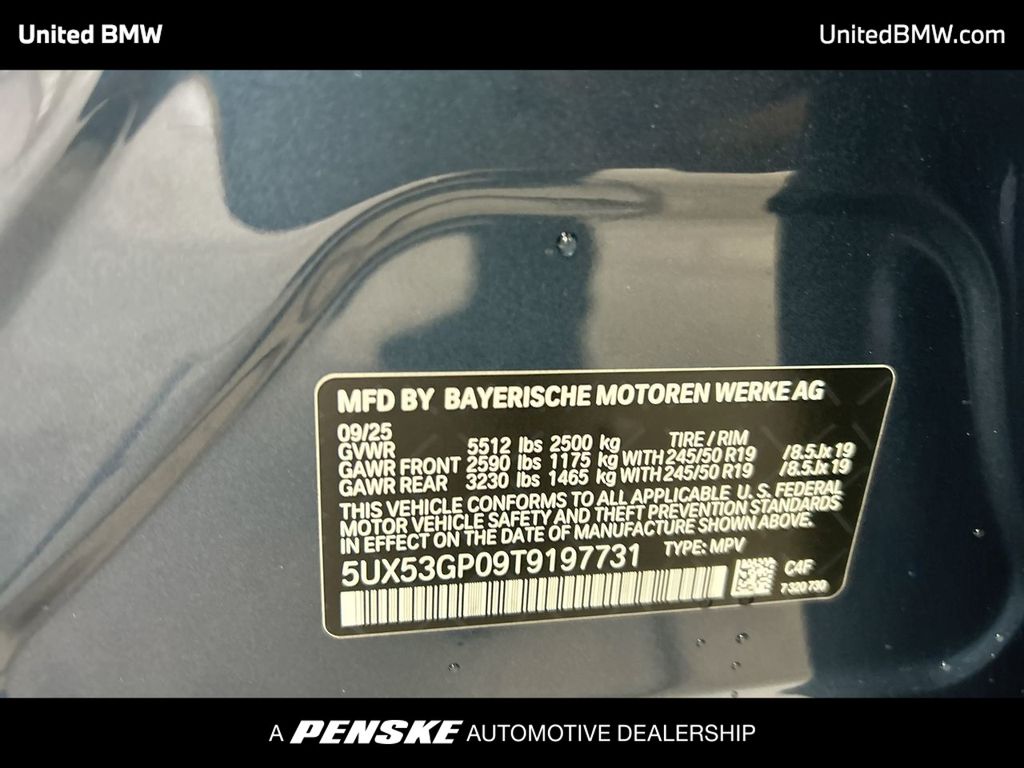 United BMW
UnitedBMW.com
MFD BY BAYERISCHE MOTOREN WERKE AG
09/25
GVWR 5512 lbs 2500 kg TIRE / RIM
GAWR FRONT 2590 lbs 1175 kg WITH 245/50 R19 /8.5Jx19
GAWR REAR 3230 lbs 1465 kg WITH 245/50 R19 /8.5Jx19
THIS VEHICLE CONFORMS TO ALL APPLICABLE U. S. FEDERAL
MOTOR VEHICLE SAFETY AND THEFT PREVENTION STANDARDS
IN EFFECT ON THE DATE OF MANUFACTURE SHOWN ABOVE.
5UX53GP09T9197731 TYPE: MPV
C4F
7320730
A PENSKE AUTOMOTIVE DEALERSHIP